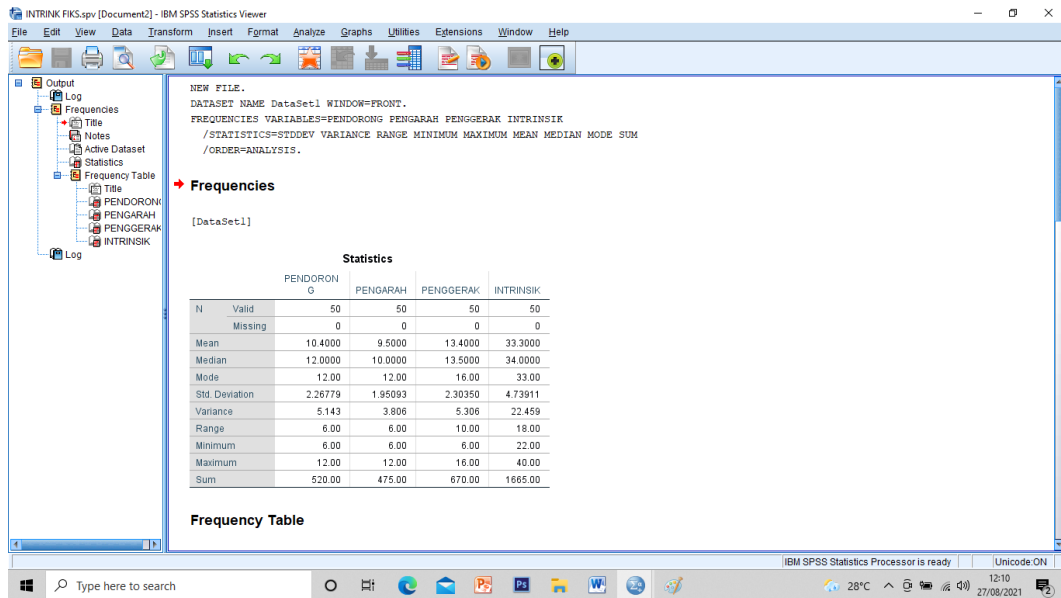 INTRINK FIKS.spv [Document2] - IBM SPSS Statistics Viewer
File Edit View Data Transform Insert Format Analyze Graphs Utilities Extensions Window Help
Output
Log
Frequencies
Title
Notes
Active Dataset
Statistics
Frequency Table
Title
PENDORONG
PENGARAH
PENGGERAK
INTRINSIK
Log
NEW FILE.
DATASET NAME DataSet1 WINDOW=FRONT.
FREQUENCIES VARIABLES=PENDORONG PENGARAH PENGGERAK INTRINSIK
/STATISTICS=STDDEV VARIANCE RANGE MINIMUM MAXIMUM MEAN MEDIAN MODE SUM
/ORDER=ANALYSIS.
Frequencies
[DataSet1]
Statistics
PENDORON
G PENGARAH PENGGERAK INTRINSIK
N Valid 50 50 50 50
Missing 0 0 0 0
Mean 10.4000 9.5000 13.4000 33.3000
Median 12.0000 10.0000 13.5000 34.0000
Mode 12.00 12.00 16.00 33.00
Std. Deviation 2.26779 1.95093 2.30350 4.73911
Variance 5.143 3.806 5.306 22.459
Range 6.00 6.00 10.00 18.00
Minimum 6.00 6.00 6.00 22.00
Maximum 12.00 12.00 16.00 40.00
Sum 520.00 475.00 670.00 1665.00
Frequency Table
IBM SPSS Statistics Processor is ready Unicode:ON
Type here to search
28°C
12:10
27/08/2021